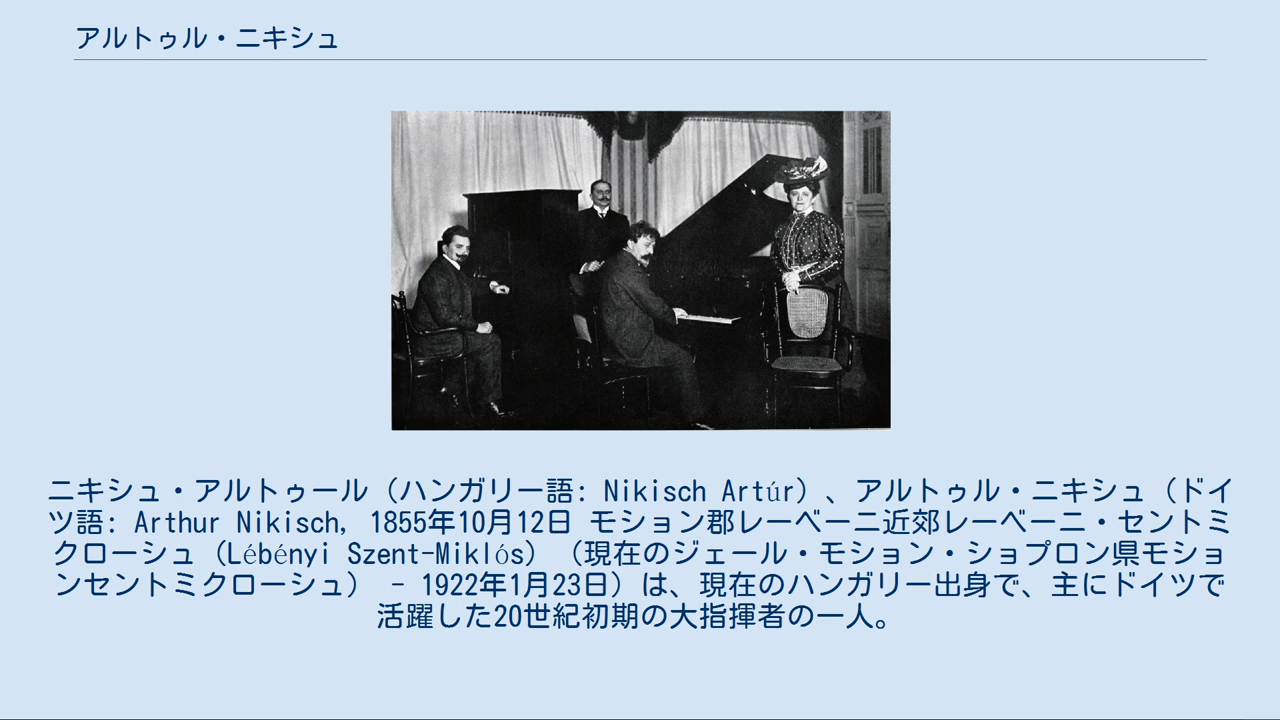 アルトゥル・ニキシュ
ニキシュ・アルトゥール（ハンガリー語: Nikisch Artúr）、アルトゥル・ニキシュ（ドイ
ツ語: Arthur Nikisch, 1855年10月12日 モション郡レーベーニ近郊レーベーニ・セントミ
クローシュ（Lébényi Szent-Miklós）（現在のジェール・モション・ショプロン県モショ
ンセントミクローシュ） - 1922年1月23日）は、現在のハンガリー出身で、主にドイツで
活躍した20世紀初期の大指揮者の一人。